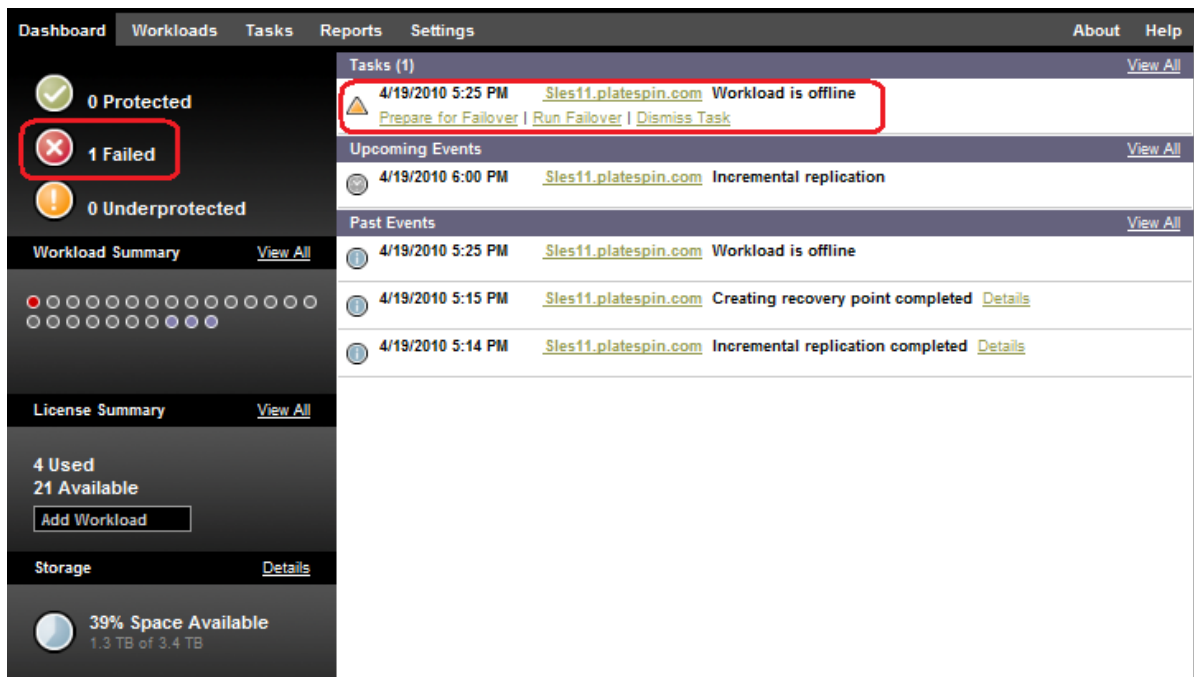 Dashboard Workloads Tasks Reports Settings About Help
0 Protected
1 Failed
0 Underprotected
Workload Summary View All
License Summary View All
4 Used
21 Available
Add Workload
Storage Details
39% Space Available
1.3 TB of 3.4 TB
Tasks (1) View All
4/19/2010 5:25 PM Sles11.platespin.com Workload is offline
Prepare for Failover | Run Failover | Dismiss Task
Upcoming Events View All
4/19/2010 6:00 PM Sles11.platespin.com Incremental replication
Past Events View All
4/19/2010 5:25 PM Sles11.platespin.com Workload is offline
4/19/2010 5:15 PM Sles11.platespin.com Creating recovery point completed Details
4/19/2010 5:14 PM Sles11.platespin.com Incremental replication completed Details